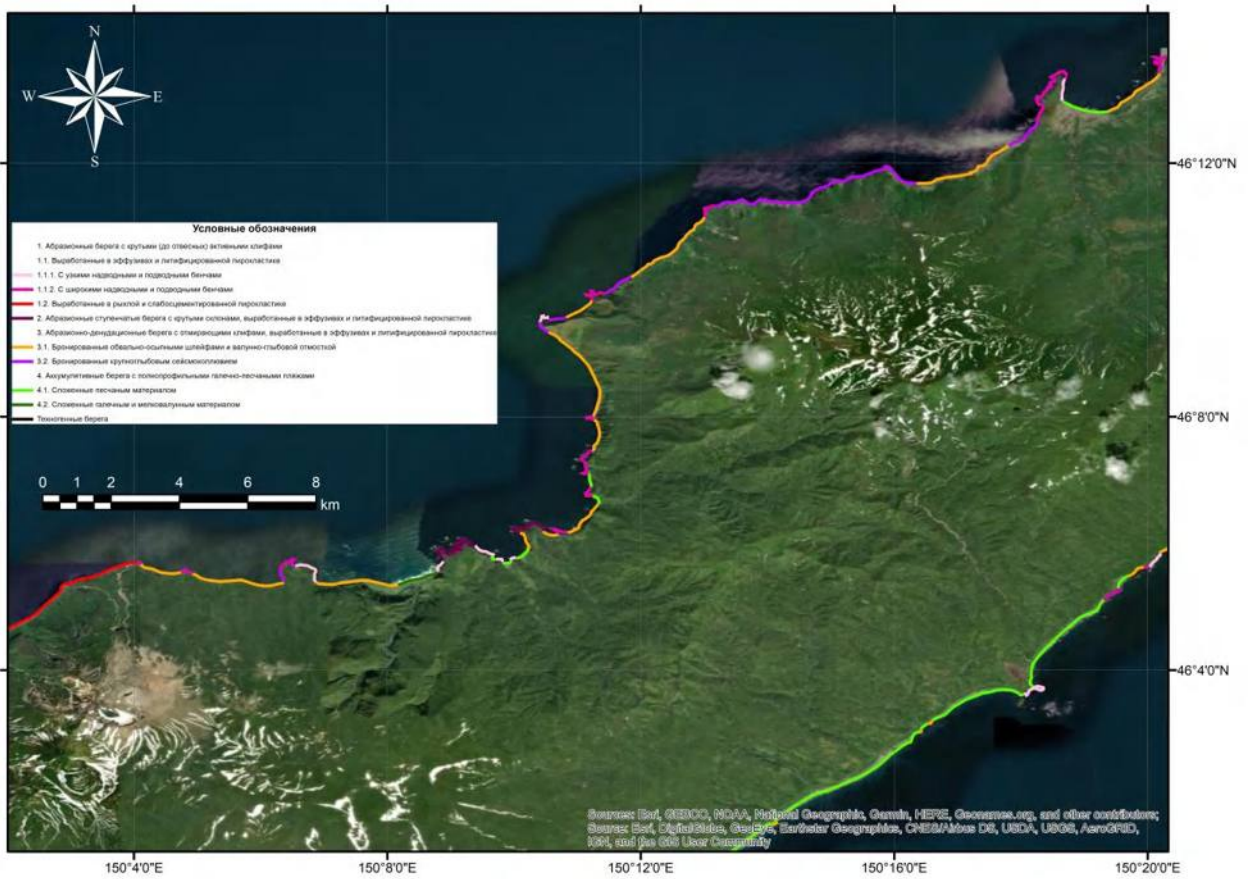 N
W
E
S
46°12'0"N
Условные обозначения
1. Абразионные берега с крутыми (до отвесных) активными клифами
1.1. Выработанные в эффузивах и литифицированной пирокластике
1.1.1. С узкими надводными и подводными бенчами
1.1.2. С широкими надводными и подводными бенчами
1.2. Выработанные в рыхлой и слабосцементированной пирокластике
2. Абразионные ступенчатые берега с крутыми склонами, выработанные в эффузивах и литифицированной пирокластике
3. Абразионно-денудационные берега с отмирающими клифами, выработанные в эффузивах и литифицированной пирокластике
3.1. Бронированные обвально-осыпными шлейфами и валунно-глыбовой отмосткой
3.2. Бронированные крупноглыбовым сейсмоколлювием
4. Аккумулятивные берега с полнопрофильными галечно-песчаными пляжами
4.1. Сложенные песчаным материалом
4.2. Сложенные галечным и мелковалунным материалом
Техногенные берега
46°8'0"N
0 1 2 4 6 8
km
46°4'0"N
Sources: Esri, GEBCO, NOAA, National Geographic, Garmin, HERE, Geonames.org, and other contributors;
Source: Esri, DigitalGlobe, GeoEye, Earthstar Geographics, CNES/Airbus DS, USDA, USGS, AeroGRID,
IGN, and the GIS User Community
150°4'0"E 150°8'0"E 150°12'0"E 150°16'0"E 150°20'0"E